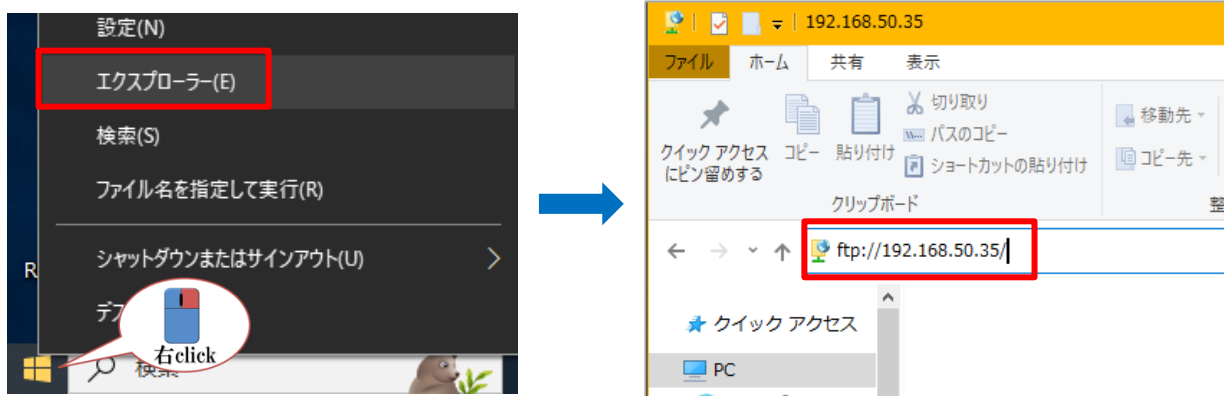 設定(N)
エクスプローラー(E)
検索(S)
ファイル名を指定して実行(R)
シャットダウンまたはサインアウト(U)
R
デ
右click
検索
192.168.50.35
ファイル ホーム 共有 表示
クイック アクセス
にピン留めする
コピー
貼り付け
切り取り
パスのコピー
ショートカットの貼り付け
移動先
コピー先
クリップボード
整
ftp://192.168.50.35/
クイック アクセス
PC